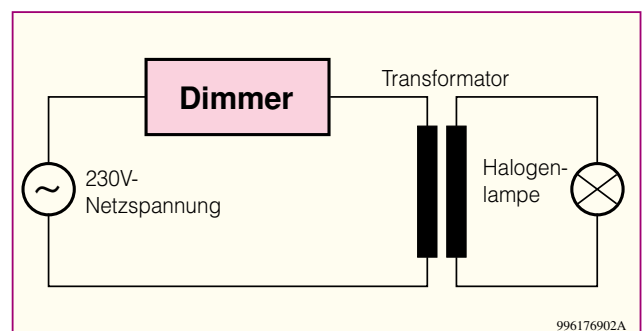 Dimmer
Transformator
230V-
Netzspannung
Halogen-
lampe
996176902A